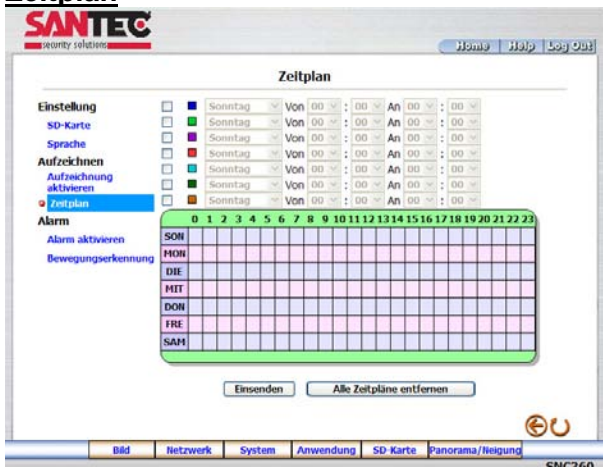 Zeitplan
SANTEC
security solutions
Home | Help | Log Out
Zeitplan
Einstellung
SD-Karte
Sprache
Aufzeichnen
Aufzeichnung aktivieren
Zeitplan
Alarm
Alarm aktivieren
Bewegungserkennung
Sonntag Von 00 : 00 An 00 : 00
Sonntag Von 00 : 00 An 00 : 00
Sonntag Von 00 : 00 An 00 : 00
Sonntag Von 00 : 00 An 00 : 00
Sonntag Von 00 : 00 An 00 : 00
Sonntag Von 00 : 00 An 00 : 00
Sonntag Von 00 : 00 An 00 : 00
0 1 2 3 4 5 6 7 8 9 10 11 12 13 14 15 16 17 18 19 20 21 22 23
SON
MON
DIE
MIT
DON
FRE
SAM
Einsenden Alle Zeitpläne entfernen
Bild Netzwerk System Anwendung SD-Karte Panorama/Neigung
SNC260